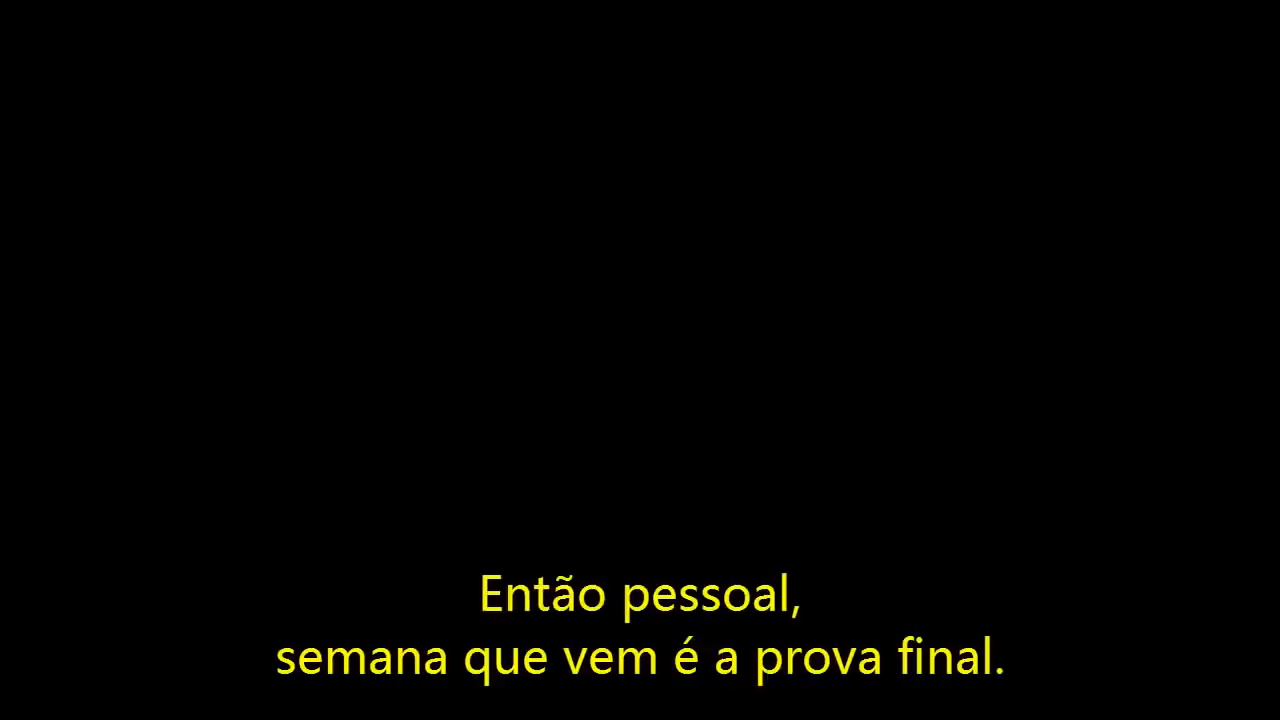 Então pessoal,
semana que vem é a prova final.